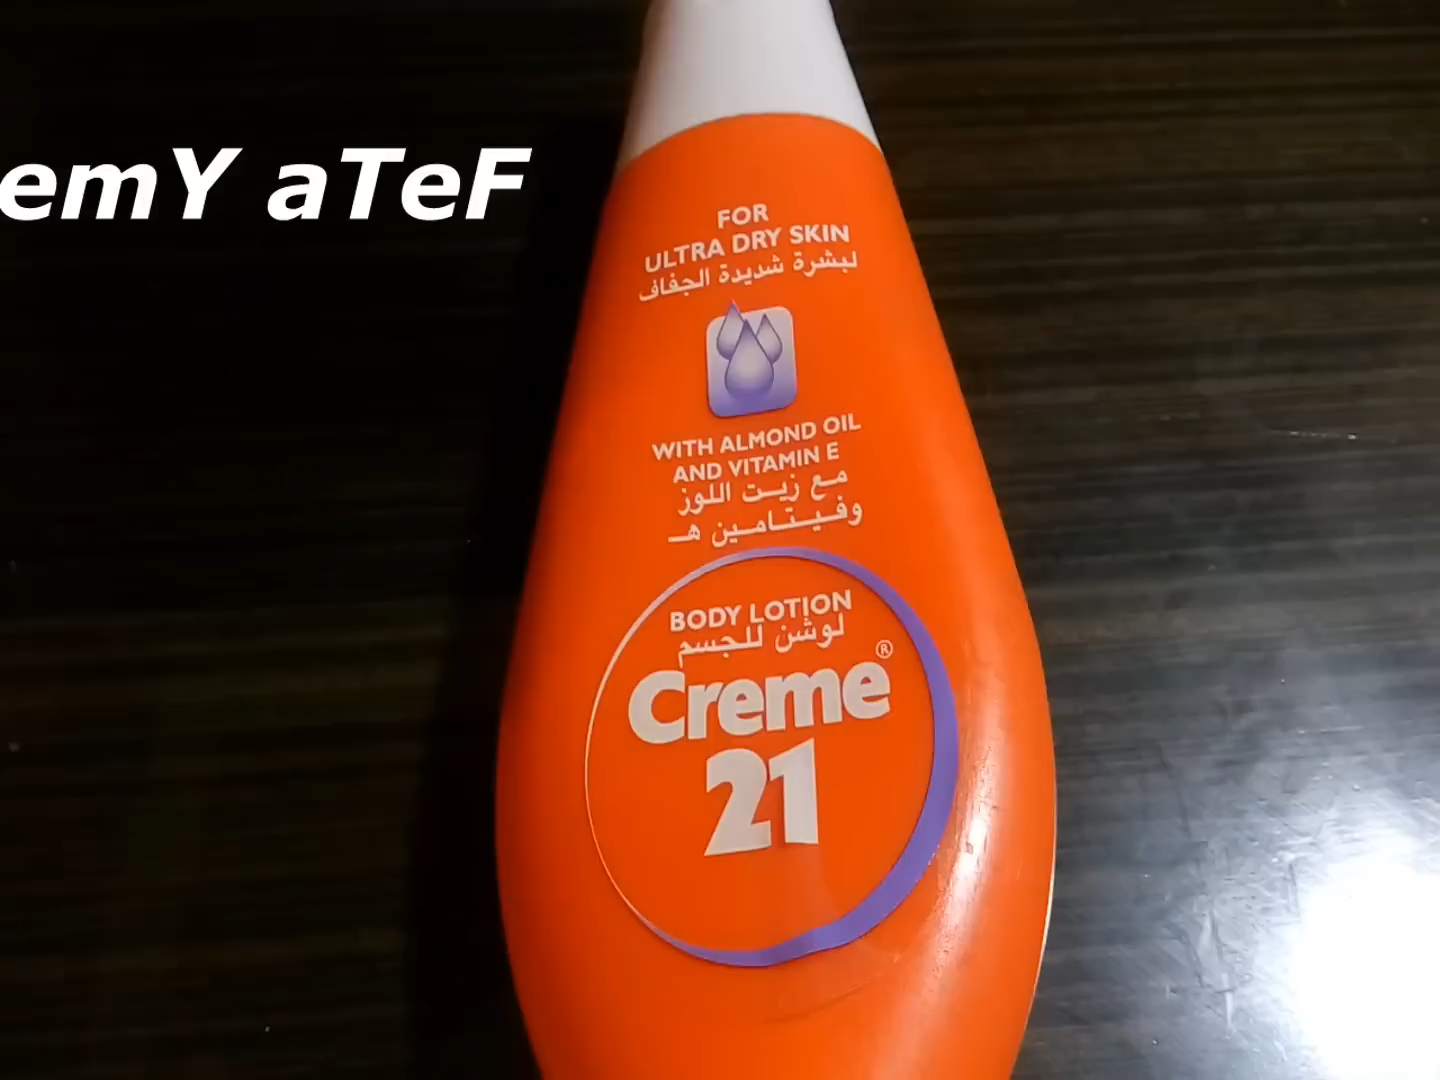 emY aTeF
FOR
ULTRA DRY SKIN
لبشرة شديدة الجفاف
WITH ALMOND OIL
AND VITAMIN E
مع زيت اللوز
وفيتامين هـ
BODY LOTION
لوشن للجسم
Creme®
21